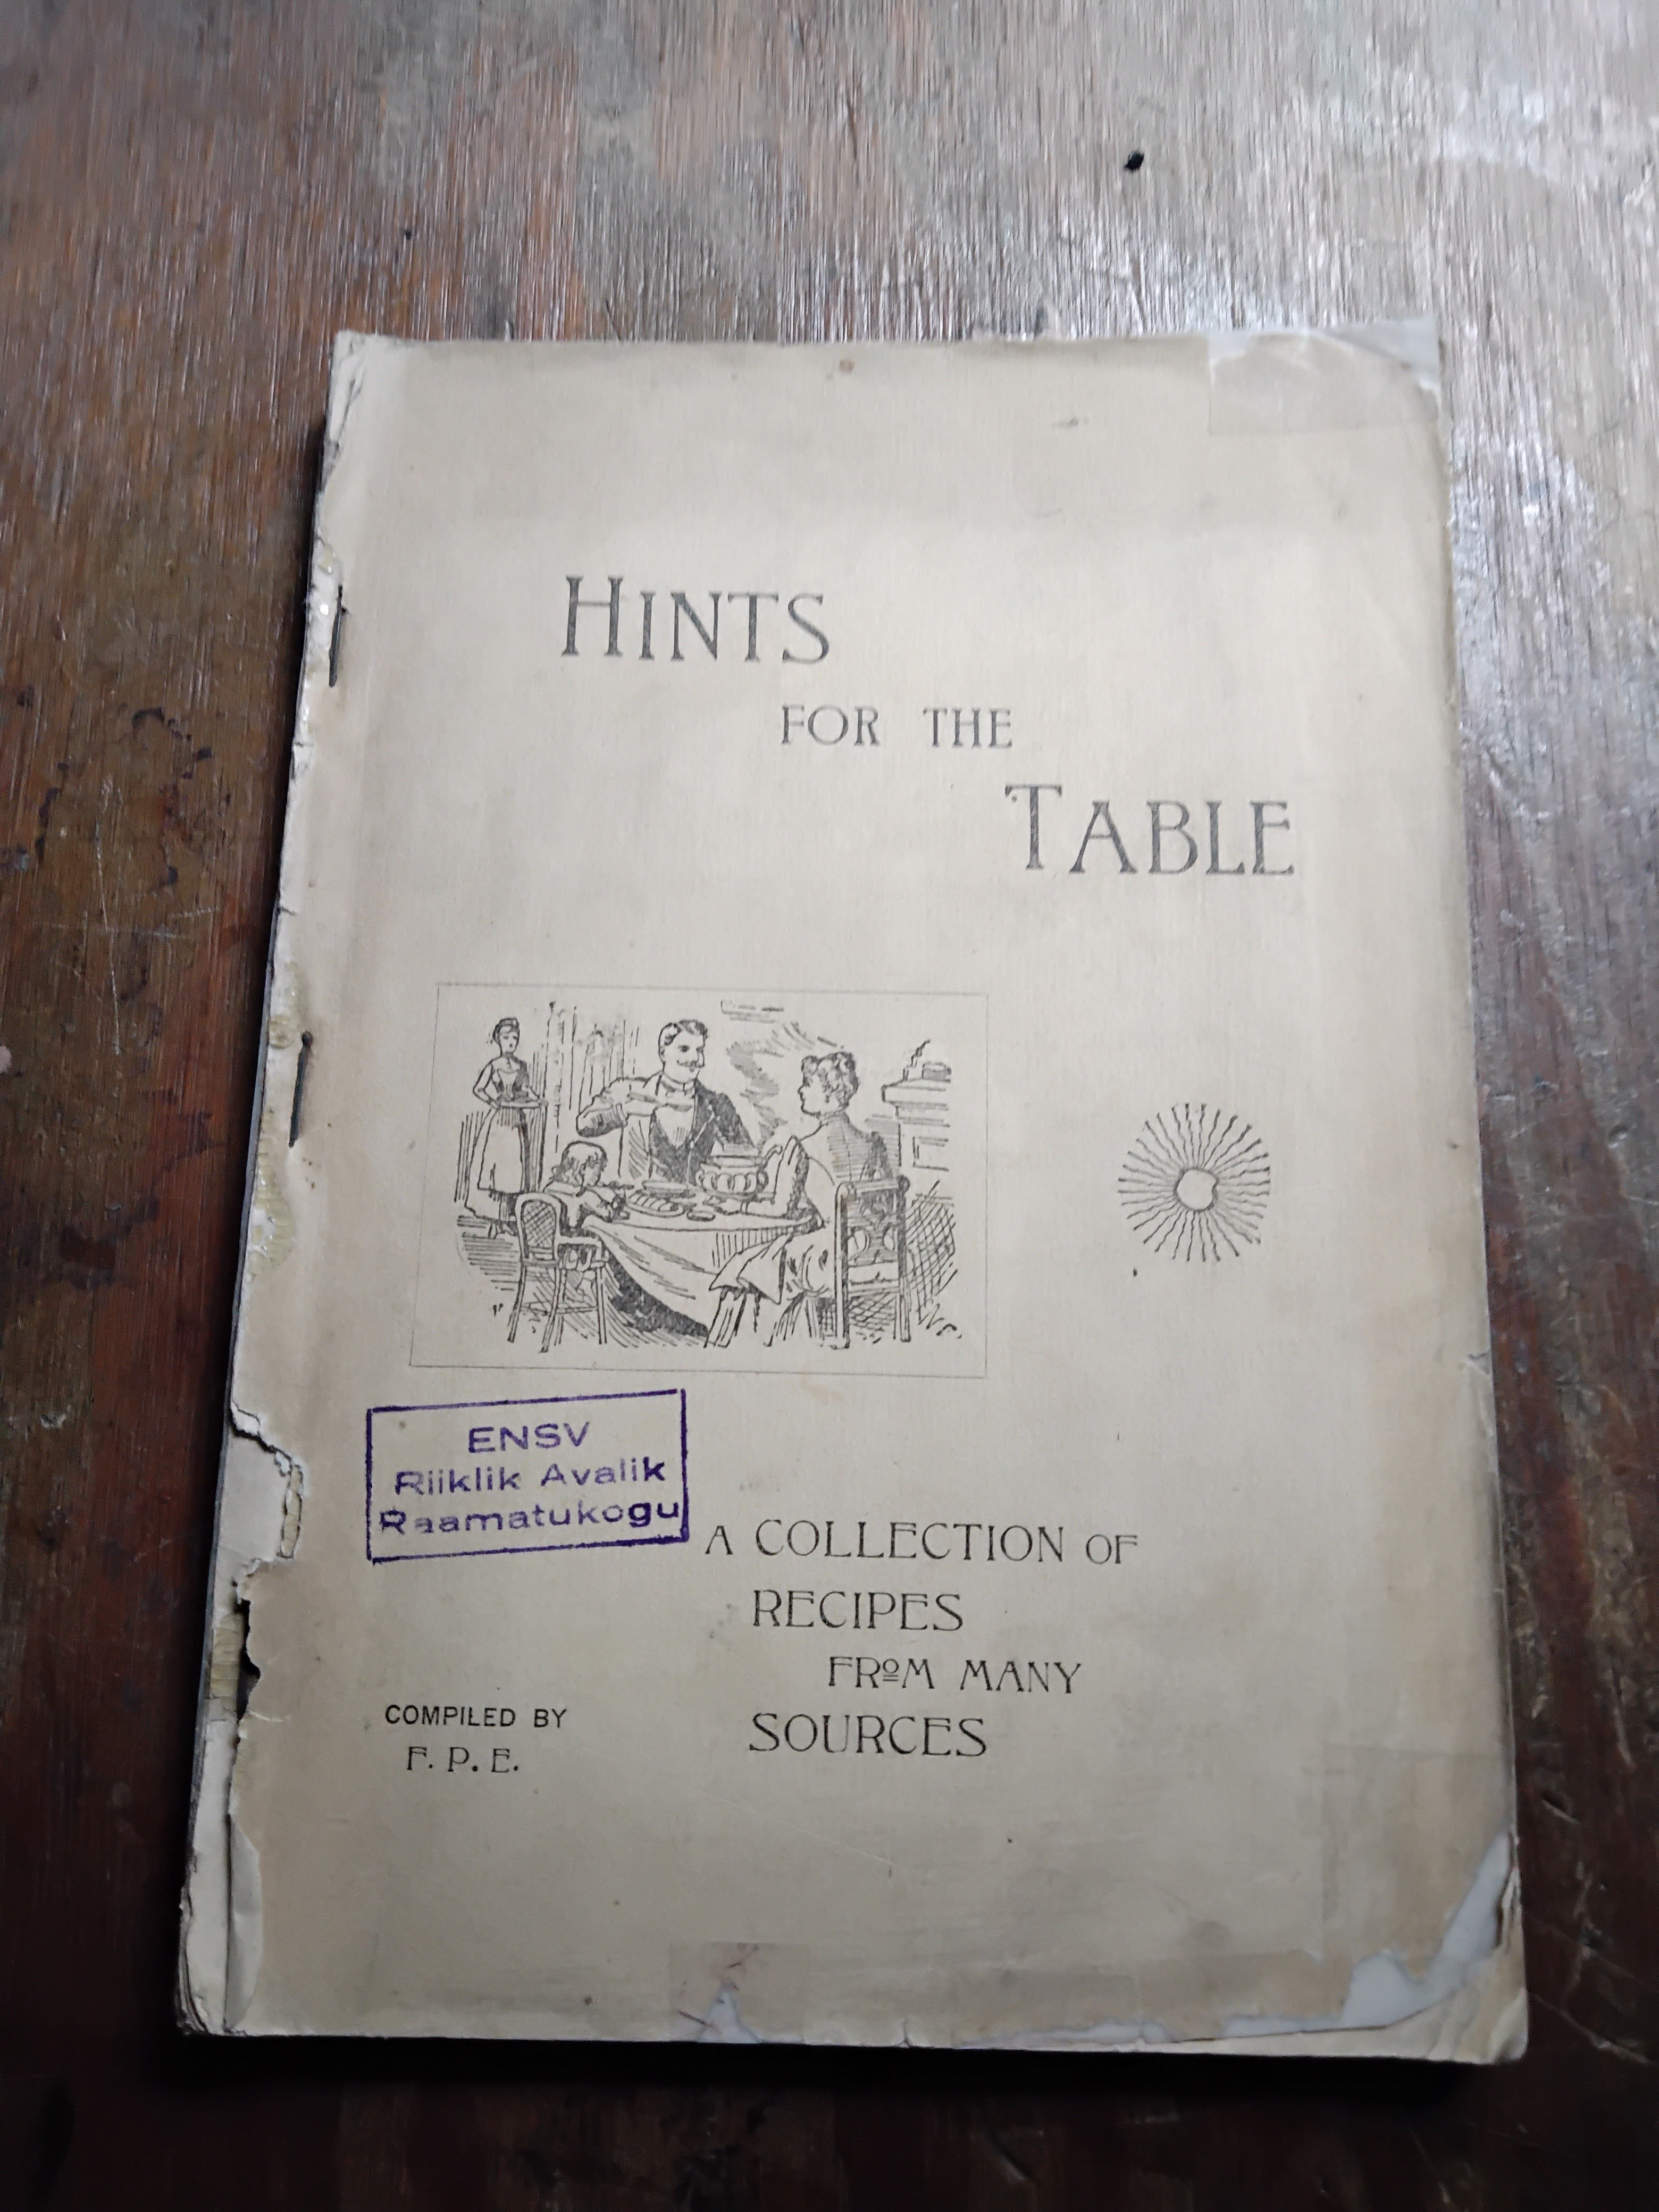 HINTS
FOR THE
TABLE
ENSV
Riiklik Avalik
Raamatukogu
A COLLECTION OF
RECIPES
FROM MANY
SOURCES
COMPILED BY
F. P. E.